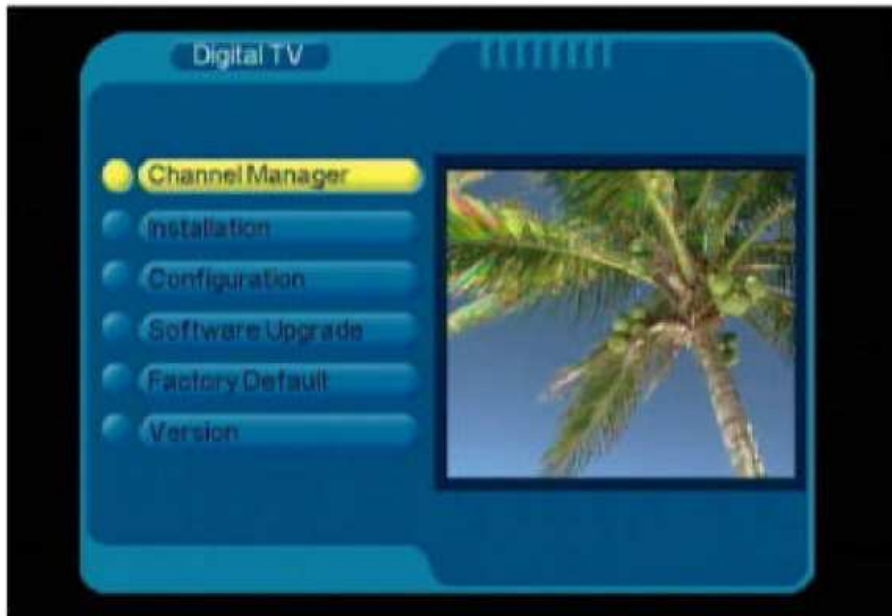 Digital TV
Channel Manager
Installation
Configuration
Software Upgrade
Factory Default
Version